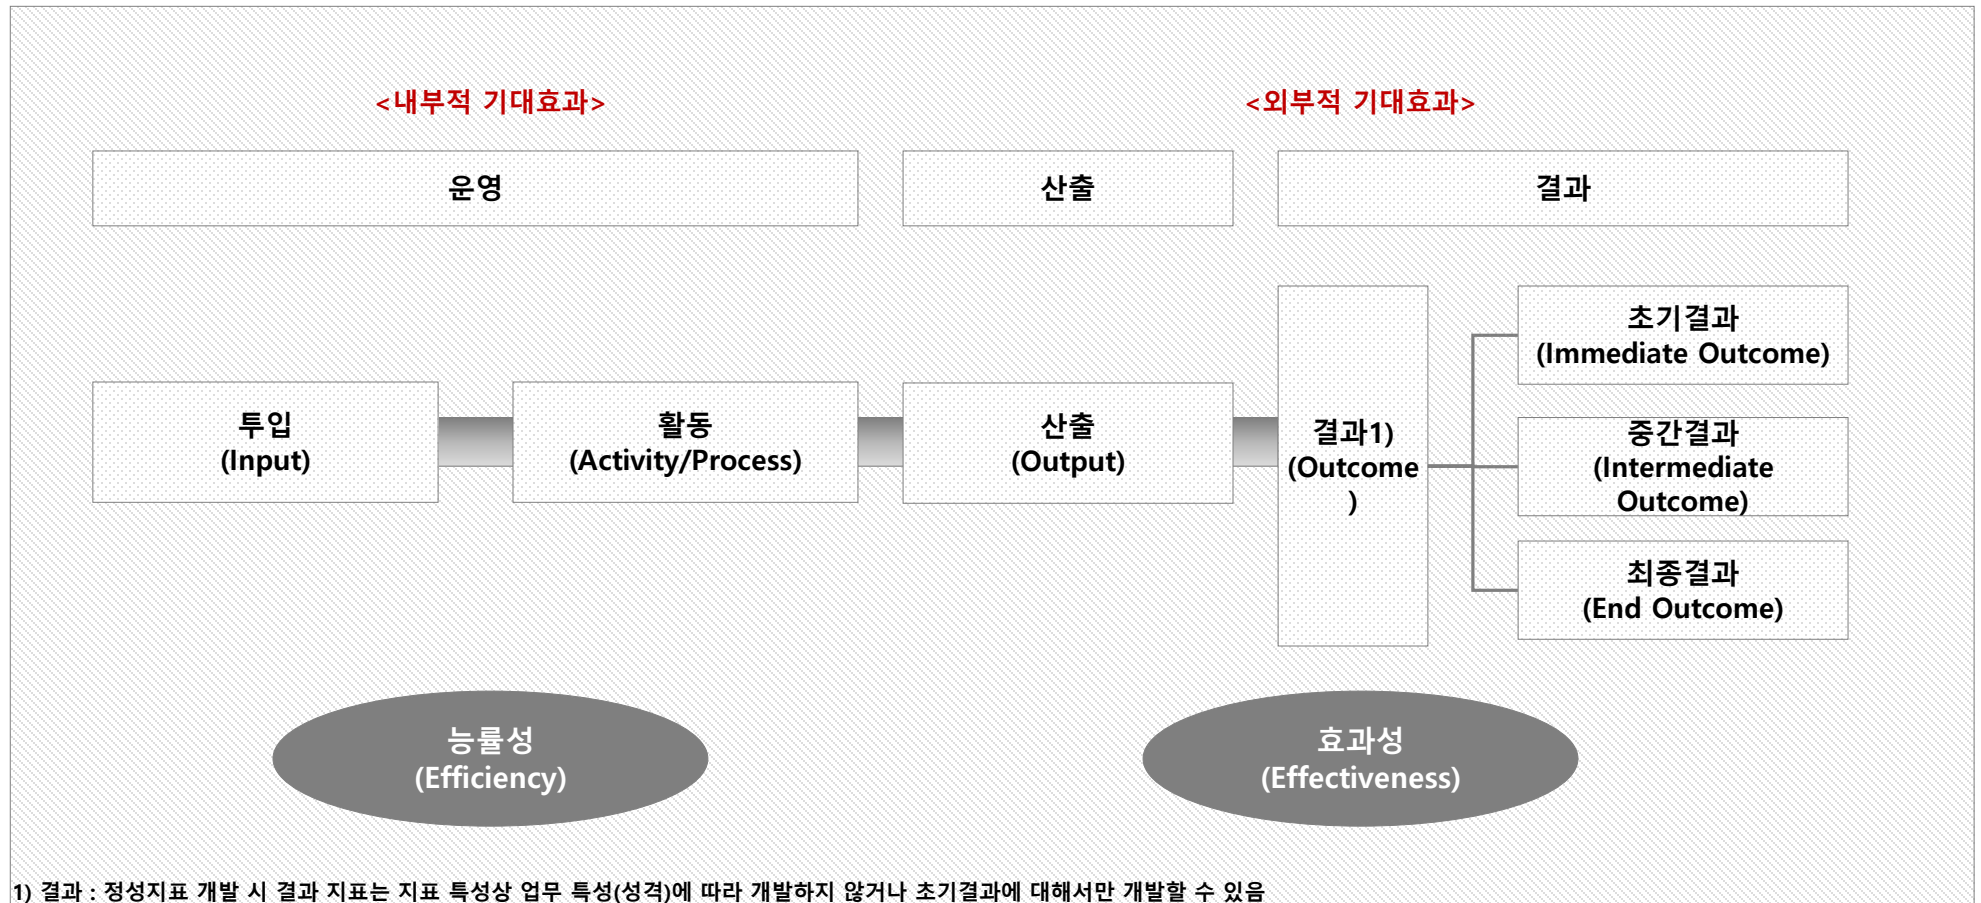 <내부적 기대효과>
<외부적 기대효과>
운영
산출
결과
투입
(Input)
활동
(Activity/Process)
산출
(Output)
결과1)
(Outcome
)
초기결과
(Immediate Outcome)
중간결과
(Intermediate
Outcome)
최종결과
(End Outcome)
능률성
(Efficiency)
효과성
(Effectiveness)
1) 결과 : 정성지표 개발 시 결과 지표는 지표 특성상 업무 특성(성격)에 따라 개발하지 않거나 초기결과에 대해서만 개발할 수 있음